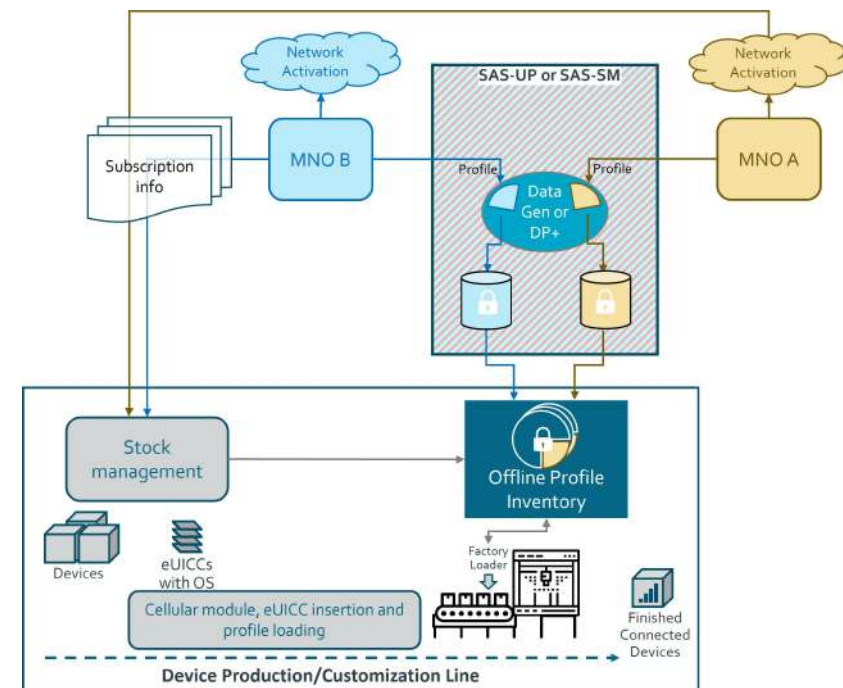 Network
Activation
Network
Activation
SAS-UP or SAS-SM
Subscription
info
MNO B
MNO A
Profile
Profile
Data
Gen or
DP+
Stock
management
Offline Profile
Inventory
Devices
eUICCs
with OS
Factory
Loader
Cellular module, eUICC insertion and
profile loading
Finished
Connected
Devices
Device Production/Customization Line